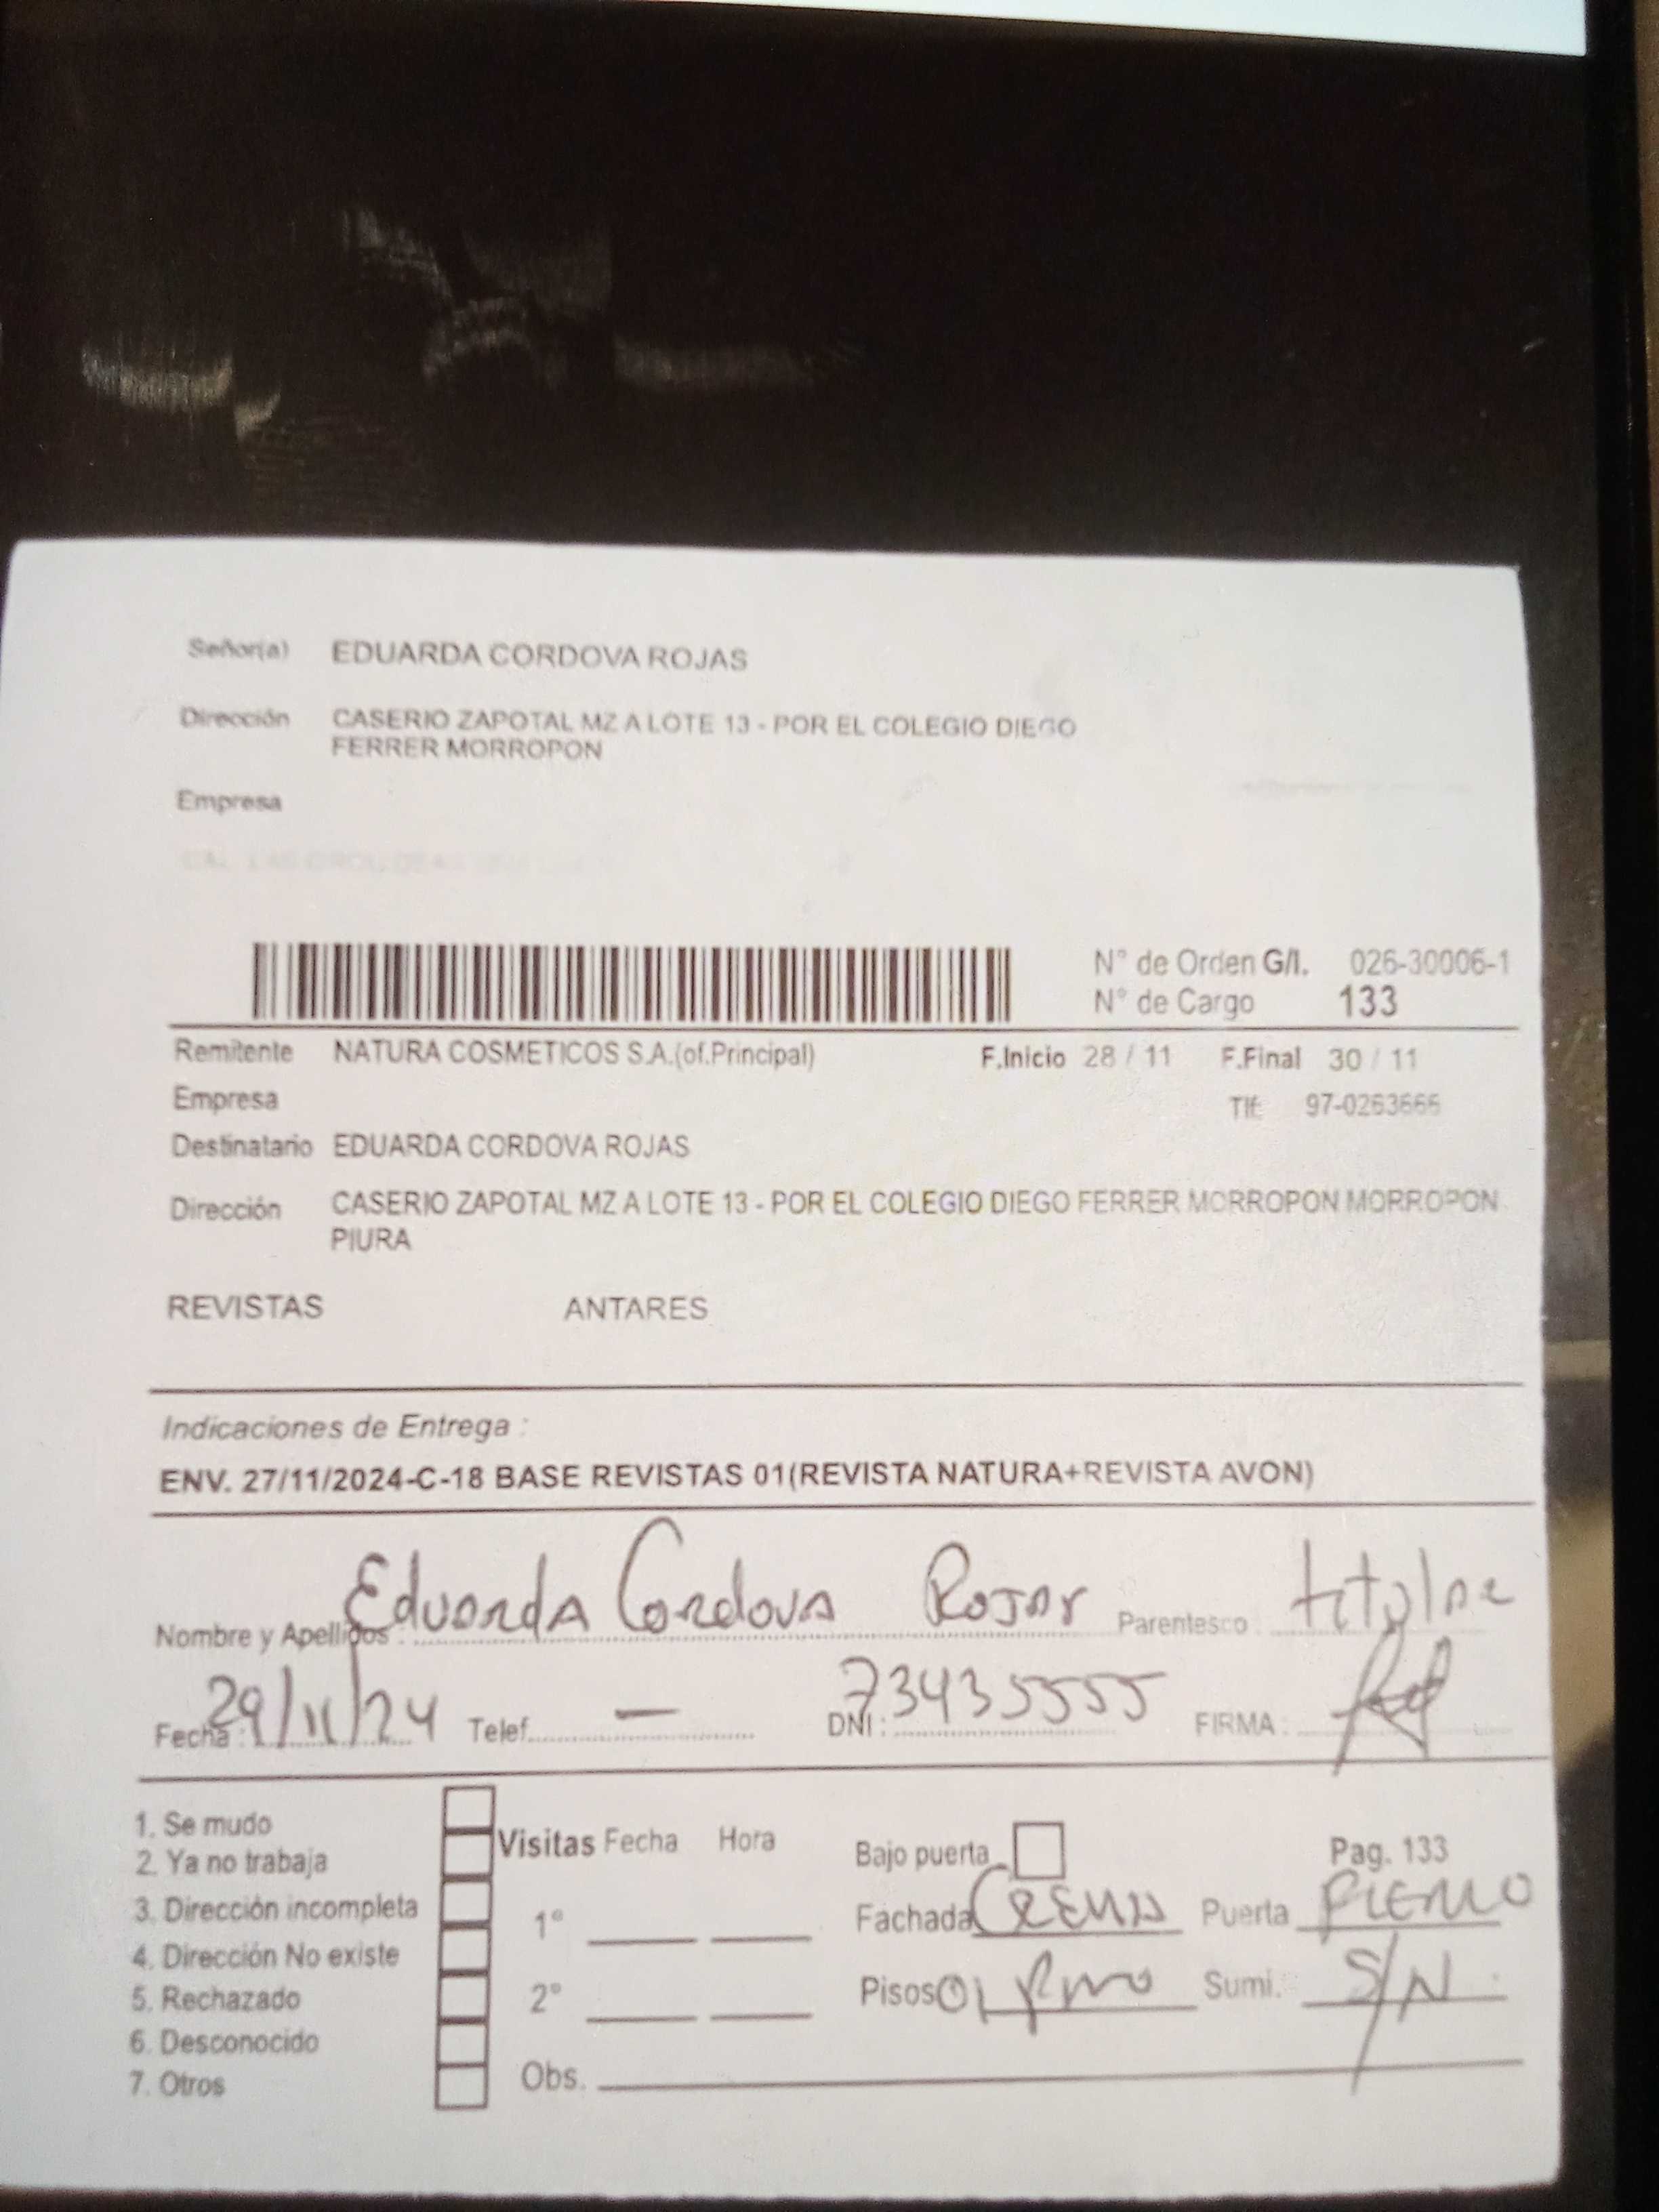 Señor(a) EDUARDA CORDOVA ROJAS
Dirección CASERIO ZAPOTAL MZ A LOTE 13 - POR EL COLEGIO DIEGO
FERRER MORROPON
Empresa
N° de Orden G/I. 026-30006-1
N° de Cargo 133
Remitente NATURA COSMETICOS S.A.(of.Principal) F.Inicio 28 / 11 F.Final 30 / 11
Empresa Tlf: 97-0263666
Destinatario EDUARDA CORDOVA ROJAS
Dirección CASERIO ZAPOTAL MZ A LOTE 13 - POR EL COLEGIO DIEGO FERRER MORROPON MORROPON
PIURA
REVISTAS ANTARES
Indicaciones de Entrega :
ENV. 27/11/2024-C-18 BASE REVISTAS 01(REVISTA NATURA+REVISTA AVON)
Nombre y Apellidos : Eduarda Cordova Rojas Parentesco : titular
Fecha : 29/11/24 Telef. — DNI : 73435555 FIRMA :
1. Se mudo
2. Ya no trabaja
3. Dirección incompleta
4. Dirección No existe
5. Rechazado
6. Desconocido
7. Otros
Visitas Fecha Hora
1°
2°
Obs.
Bajo puerta Pag. 133
Fachada CREMA Puerta FIERRO
Pisos 01 Piso Sumi. S/N